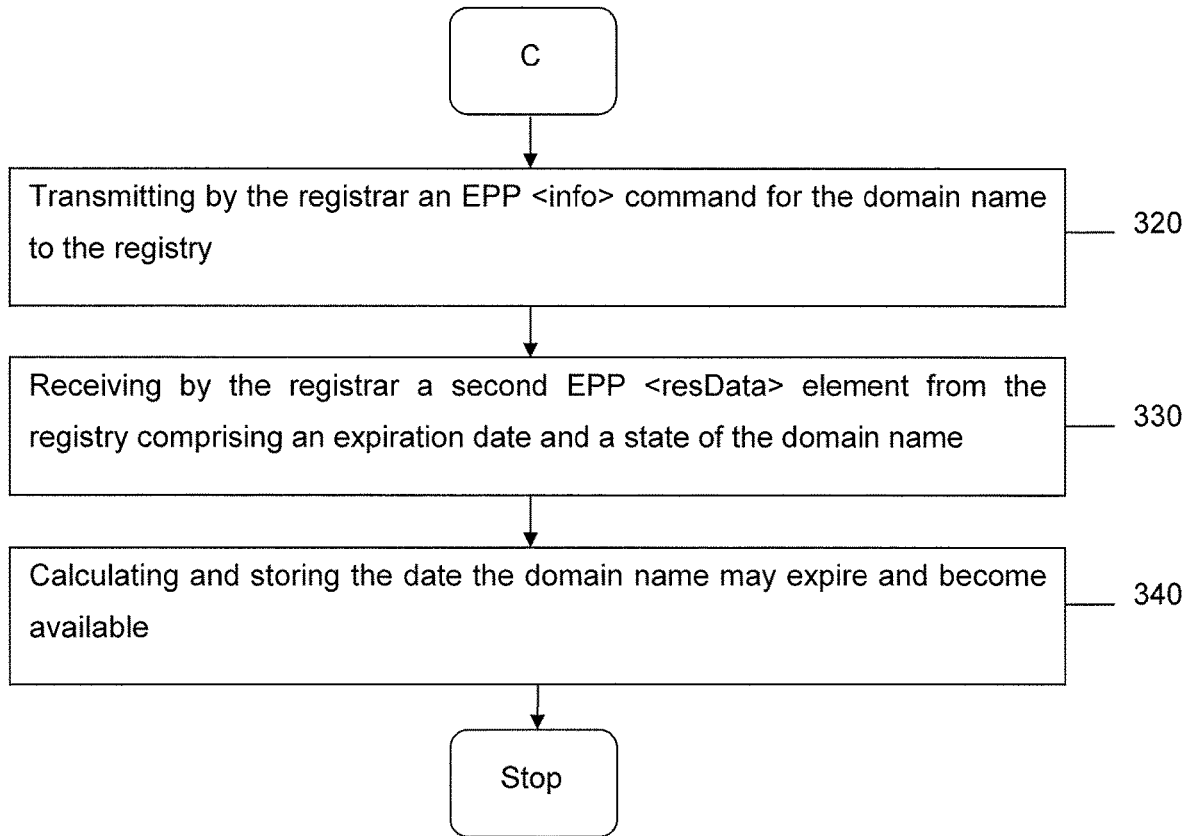 C
Transmitting by the registrar an EPP <info> command for the domain name
to the registry
320
Receiving by the registrar a second EPP <resData> element from the
registry comprising an expiration date and a state of the domain name
330
Calculating and storing the date the domain name may expire and become
available
340
Stop